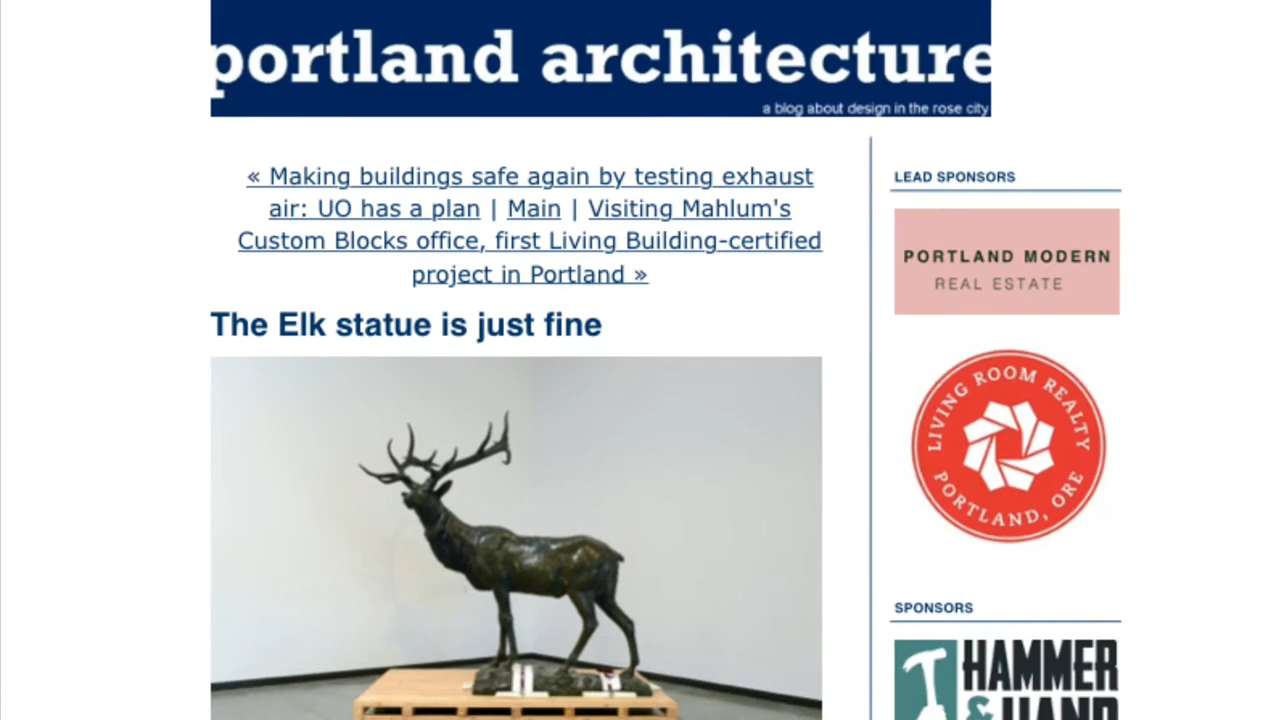 portland architecture
a blog about design in the rose city
« Making buildings safe again by testing exhaust
air: UO has a plan | Main | Visiting Mahlum's
Custom Blocks office, first Living Building-certified
project in Portland »
The Elk statue is just fine
LEAD SPONSORS
PORTLAND MODERN
REAL ESTATE
LIVING ROOM REALTY
PORTLAND, ORE
SPONSORS
HAMMER
& HAND